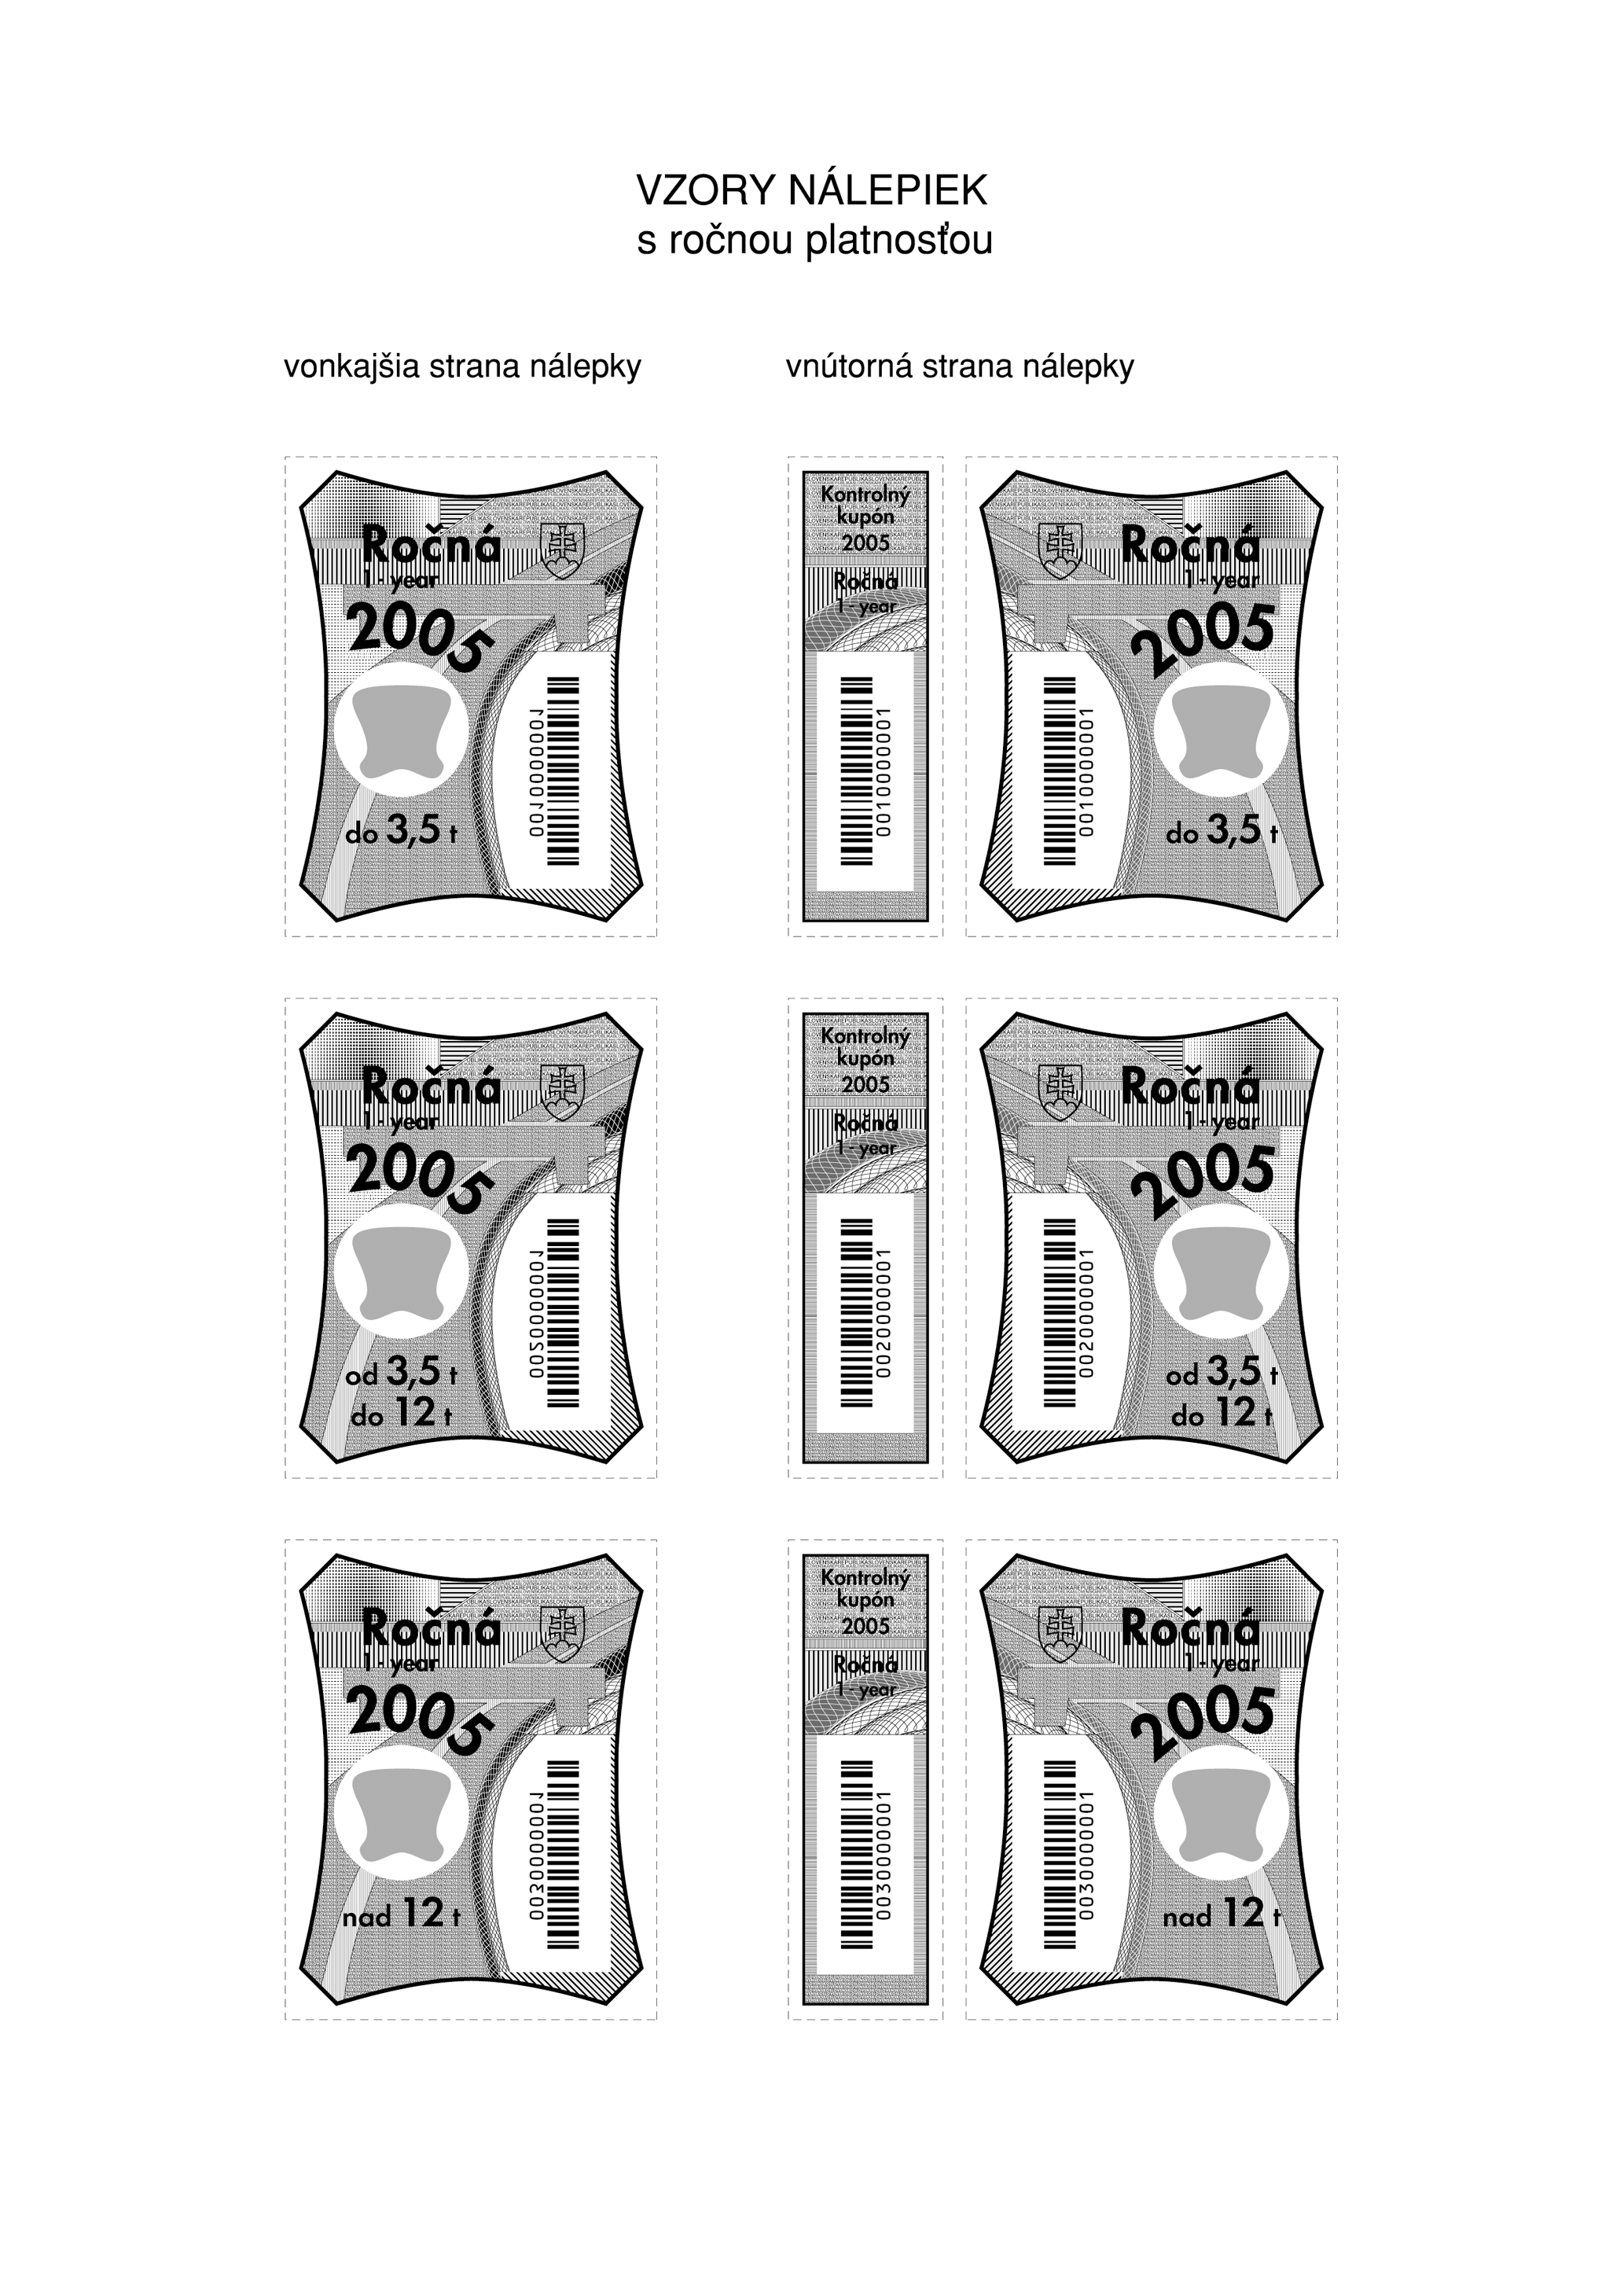 VZORY NÁLEPIEK
s ročnou platnosťou
vonkajšia strana nálepky
vnútorná strana nálepky
Ročná
1 - year
2005
0010000001
do 3,5 t
Kontrolný
kupón
2005
Ročná
1 - year
0010000001
Ročná
1 - year
2005
0010000001
do 3,5 t
Ročná
1 - year
2005
0020000001
od 3,5 t
do 12 t
Kontrolný
kupón
2005
Ročná
1 - year
0020000001
Ročná
1 - year
2005
0020000001
od 3,5 t
do 12 t
Ročná
1 - year
2005
0030000001
nad 12 t
Kontrolný
kupón
2005
Ročná
1 - year
0030000001
Ročná
1 - year
2005
0030000001
nad 12 t